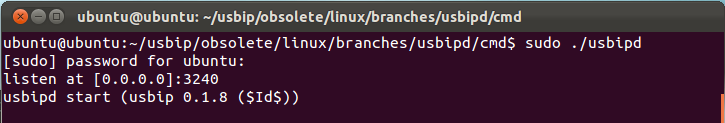 ubuntu@ubuntu: ~/usbip/obsolete/linux/branches/usbipd/cmd
ubuntu@ubuntu:~/usbip/obsolete/linux/branches/usbipd/cmd$ sudo ./usbipd
[sudo] password for ubuntu:
listen at [0.0.0.0]:3240
usbipd start (usbip 0.1.8 ($Id$))